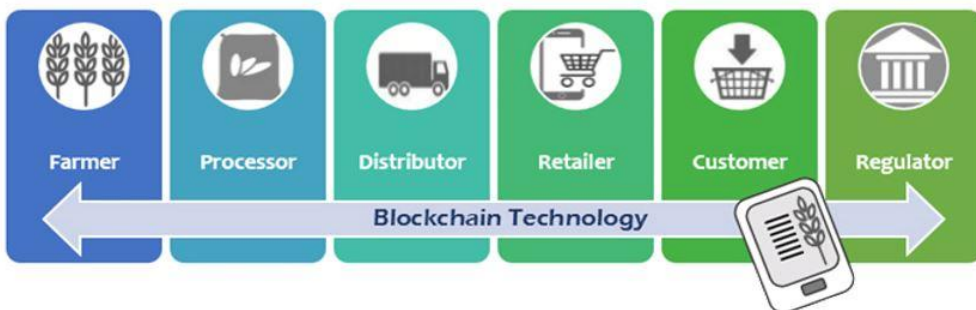 Farmer
Processor
Distributor
Retailer
Customer
Regulator
Blockchain Technology